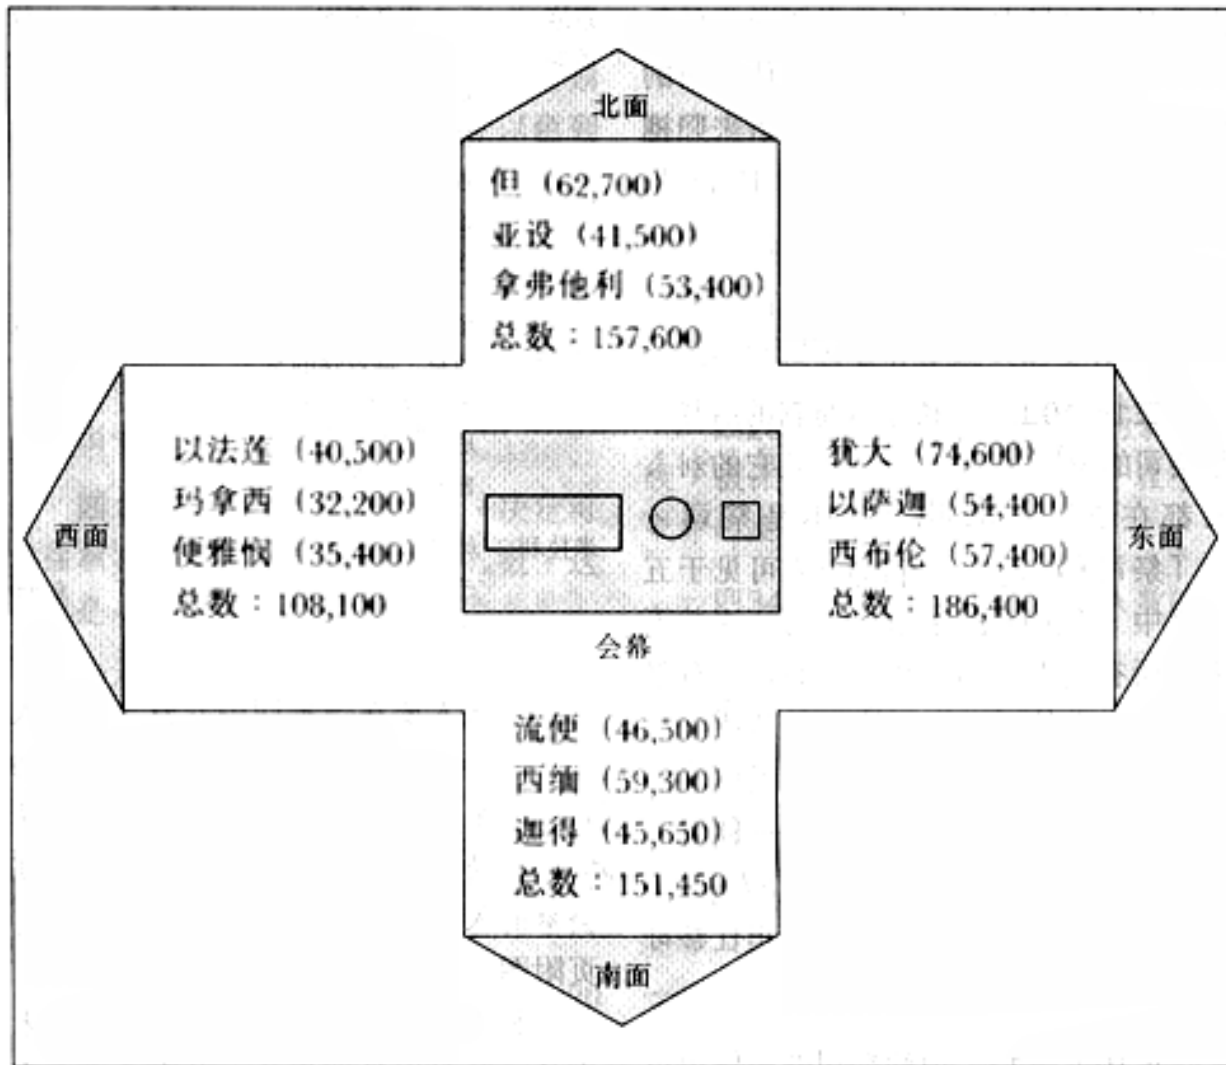 北面
但 (62,700)
亚设 (41,500)
拿弗他利 (53,400)
总数：157,600
西面
以法莲 (40,500)
玛拿西 (32,200)
便雅悯 (35,400)
总数：108,100
会幕
犹大 (74,600)
以萨迦 (54,400)
西布伦 (57,400)
总数：186,400
东面
流便 (46,500)
西缅 (59,300)
迦得 (45,650)
总数：151,450
南面